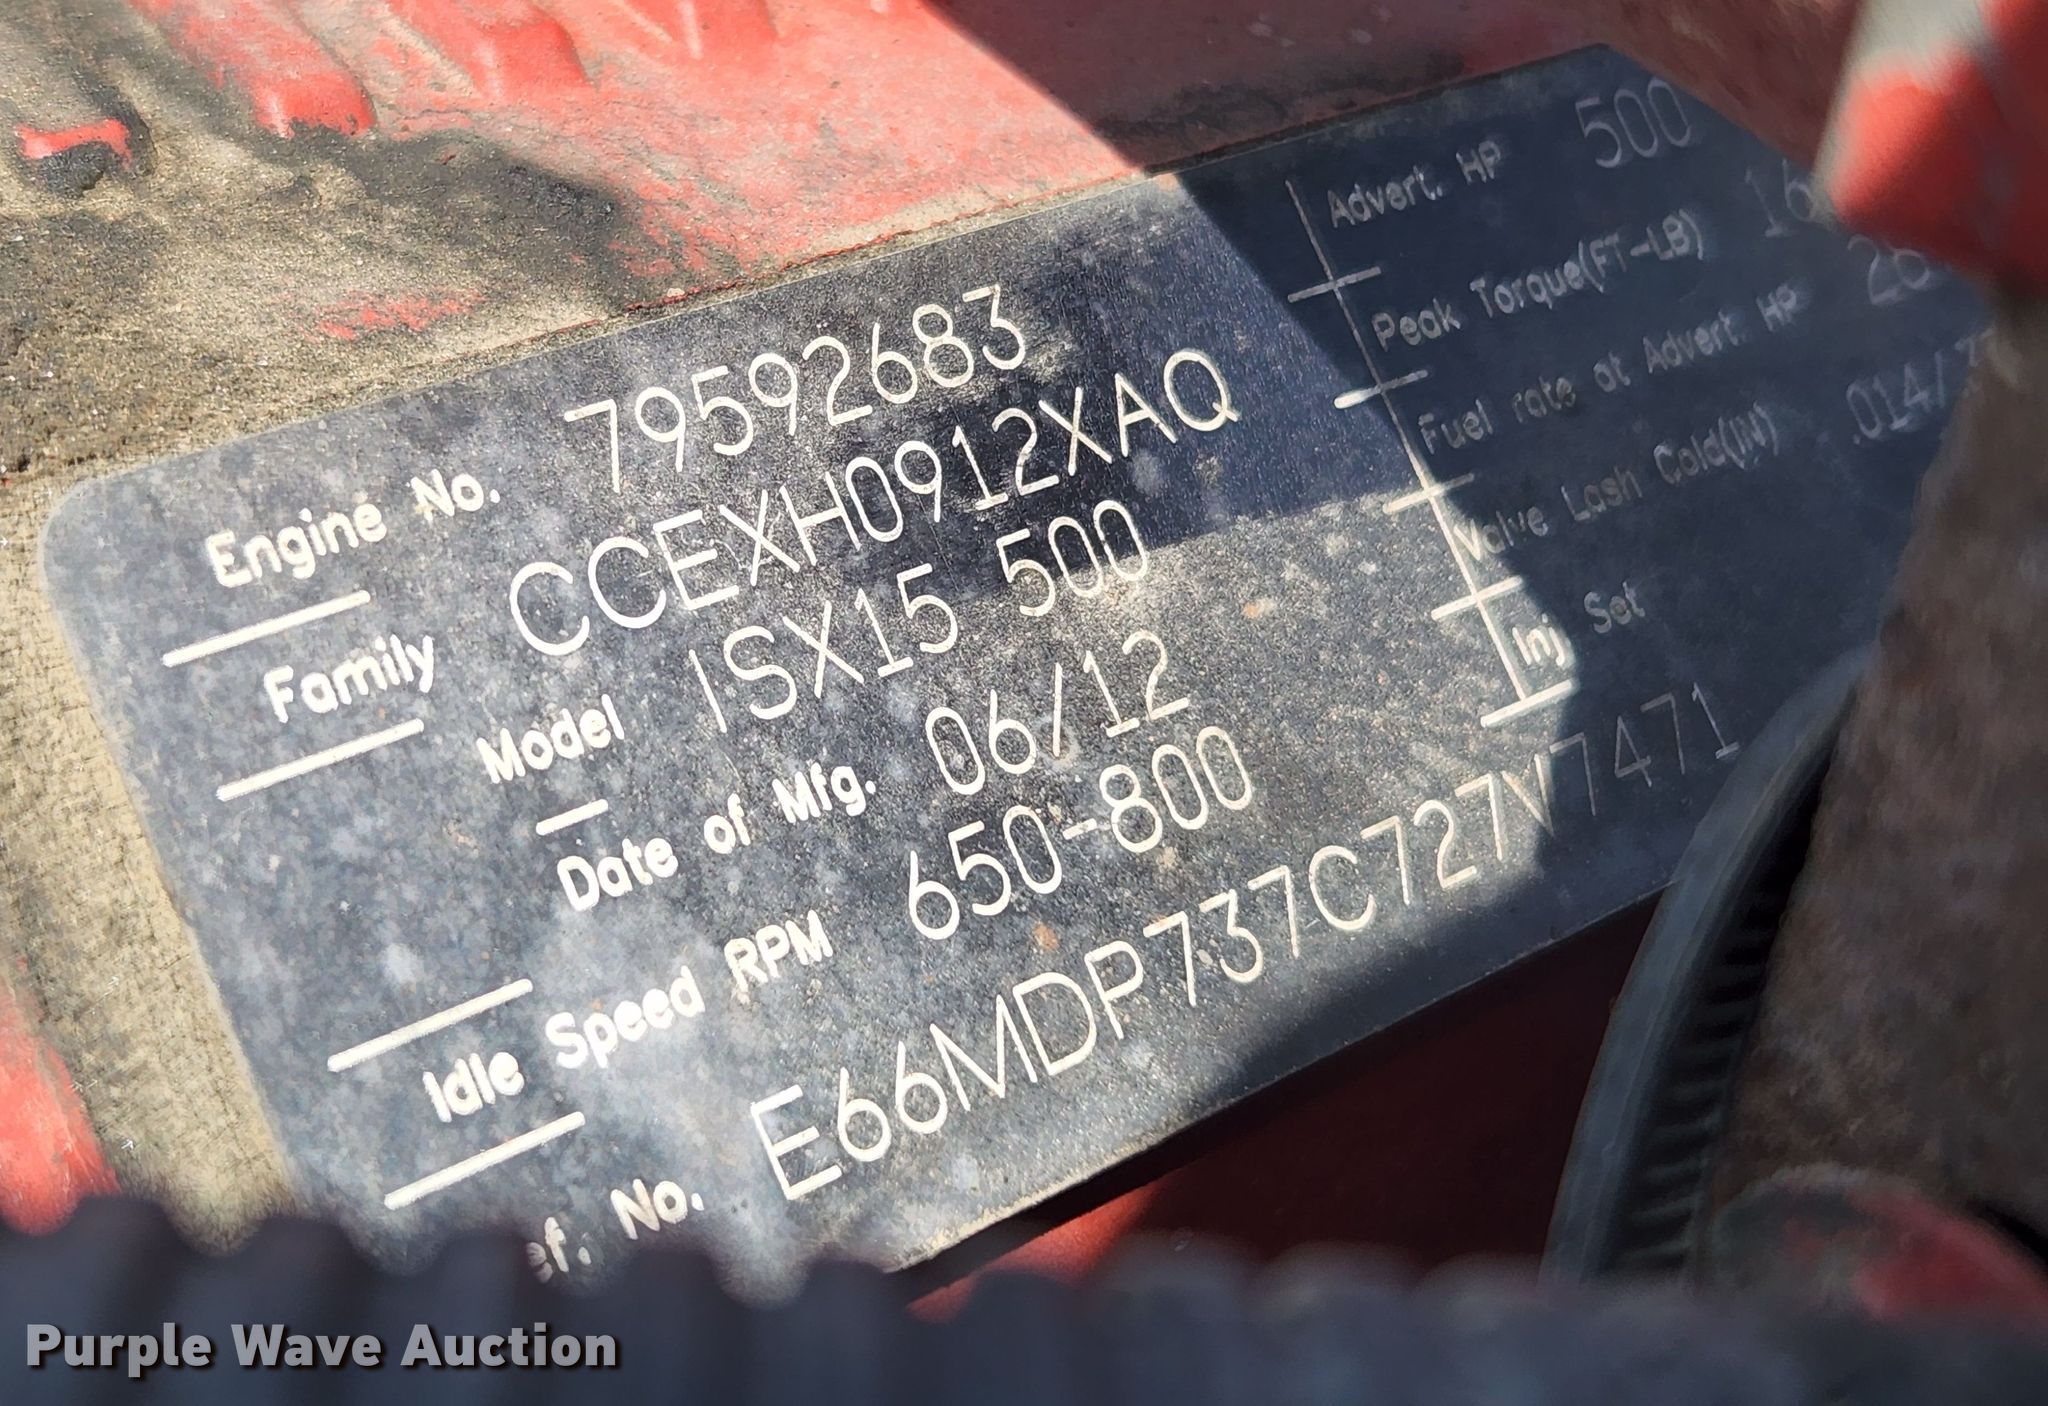 Engine No. 79592683
Family CCEXH0912XAQ
Model ISX15 500
Date of Mfg. 06/12
Idle Speed RPM 650-800
No. E66MDP737C727V7471
Advert. HP 500
Peak Torque(FT-LB)
Fuel rate at Advert. HP
Valve Lash Cold(IN) .014/
Inj Set
Purple Wave Auction